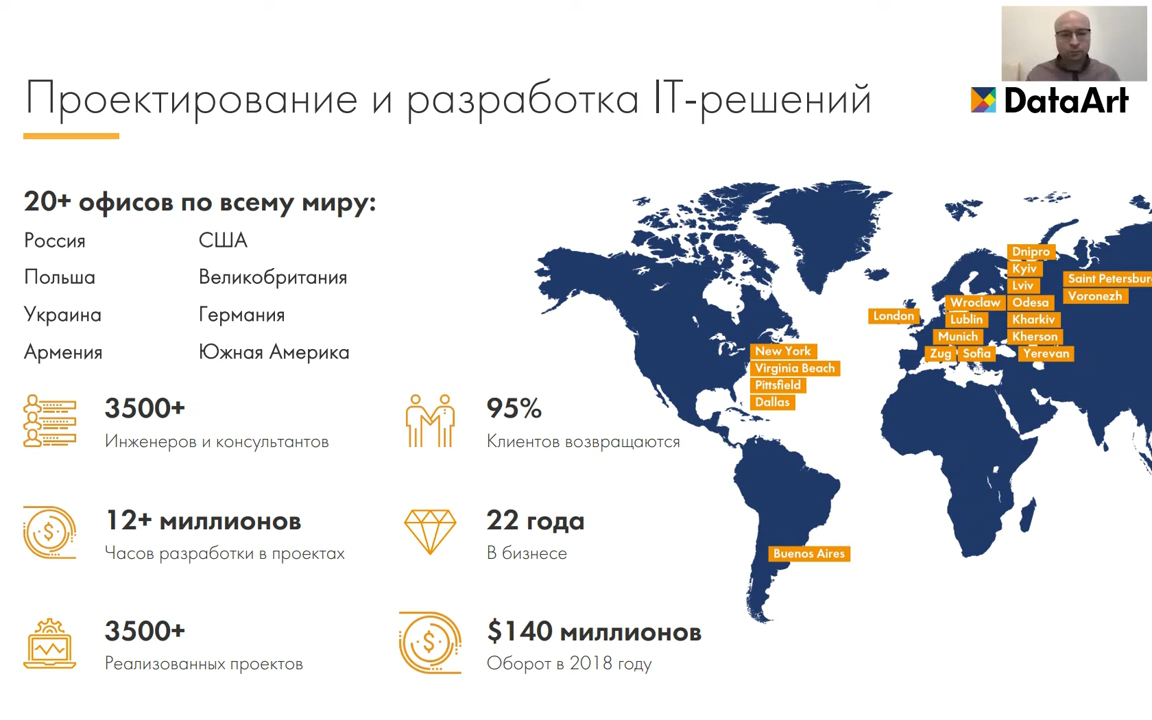 Проектирование и разработка IT-решений
DataArt
20+ офисов по всему миру:
Россия
США
Польша
Великобритания
Украина
Германия
Армения
Южная Америка
3500+
Инженеров и консультантов
95%
Клиентов возвращаются
12+ миллионов
Часов разработки в проектах
22 года
В бизнесе
3500+
Реализованных проектов
$140 миллионов
Оборот в 2018 году
Dnipro
Kyiv
Lviv
Saint Petersbur
Voronezh
Wroclaw
Odesa
London
Lublin
Kharkiv
Munich
Kherson
Zug
Sofia
Yerevan
New York
Virginia Beach
Pittsfield
Dallas
Buenos Aires